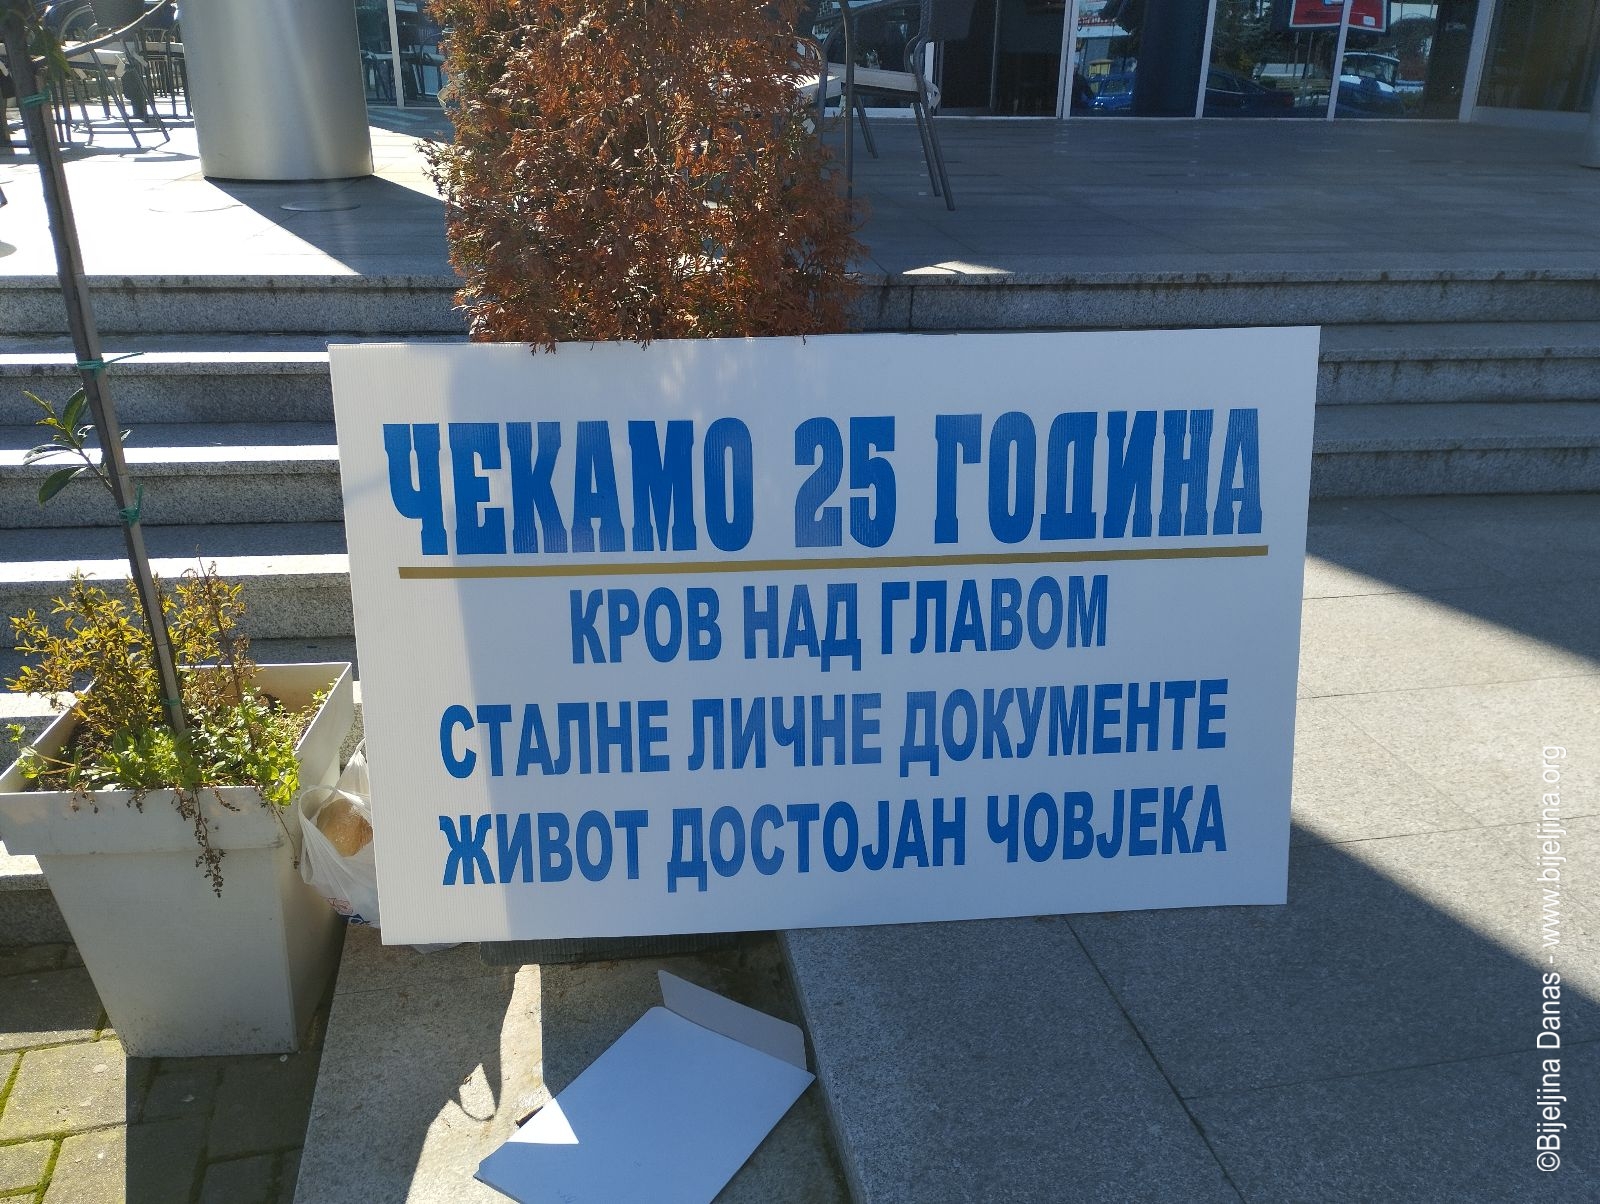 ЧЕКАМО 25 ГОДИНА
КРОВ НАД ГЛАВОМ
СТАЛНЕ ЛИЧНЕ ДОКУМЕНТЕ
ЖИВОТ ДОСТОЈАН ЧОВЈЕКА
©Bijeljina Danas - www.bijeljina.org